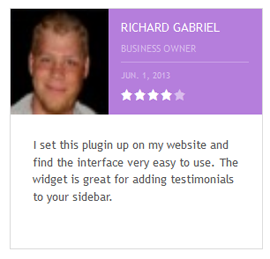 RICHARD GABRIEL
BUSINESS OWNER
JUN. 1, 2013
I set this plugin up on my website and
find the interface very easy to use. The
widget is great for adding testimonials
to your sidebar.